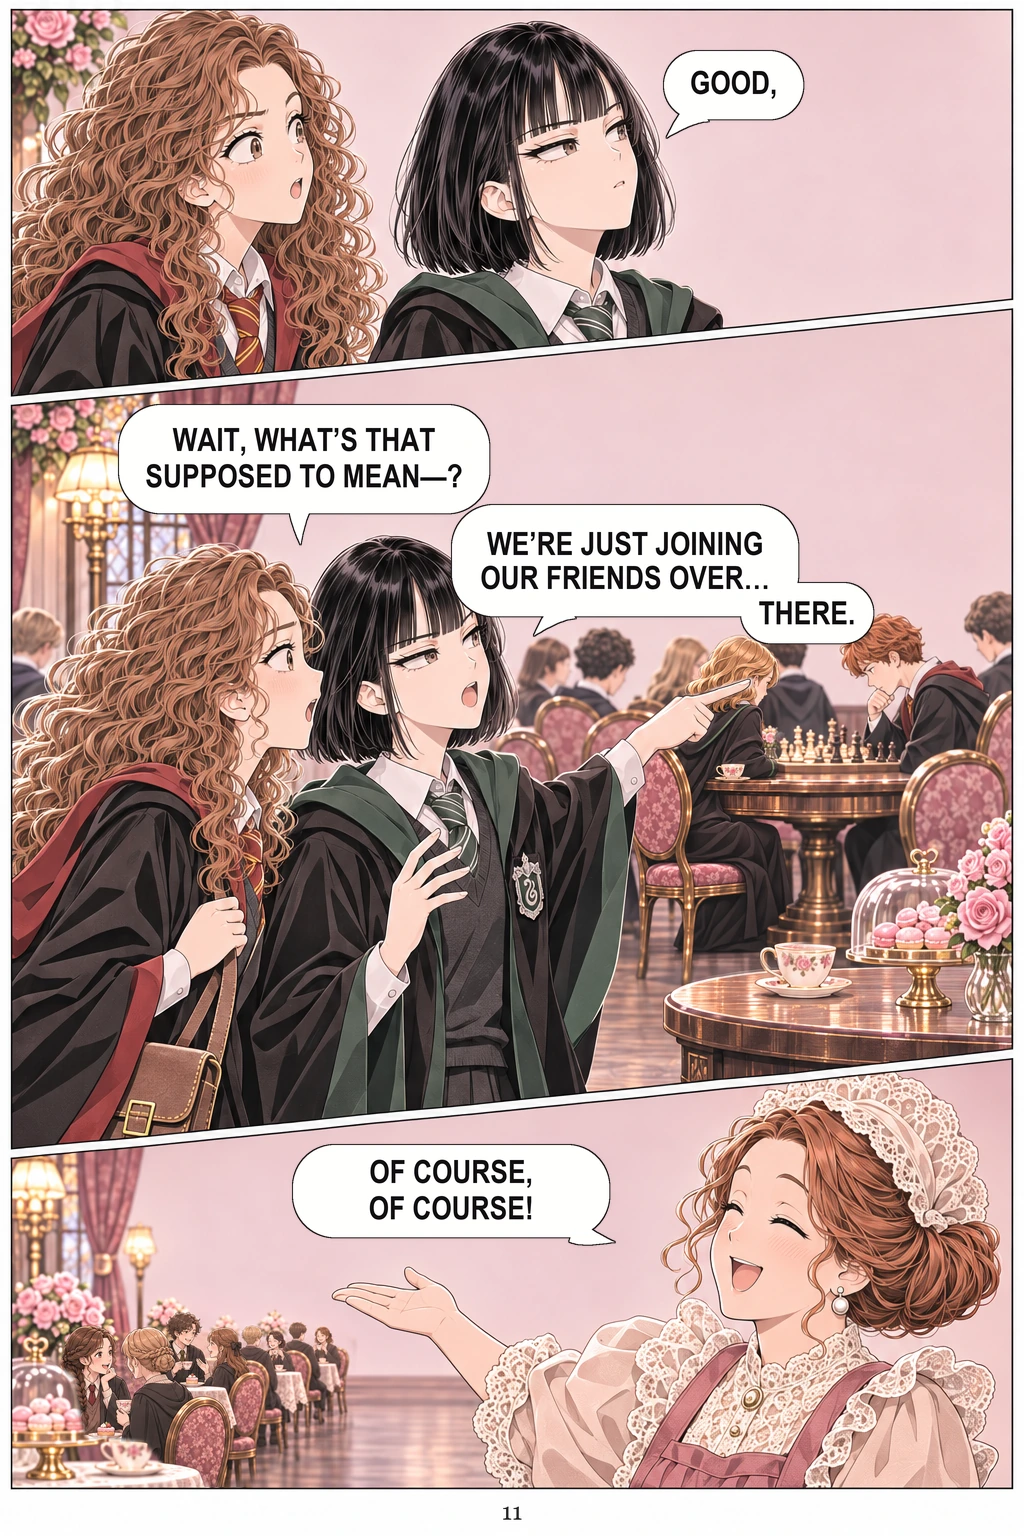 GOOD,
WAIT, WHAT'S THAT
SUPPOSED TO MEAN—?
WE'RE JUST JOINING
OUR FRIENDS OVER...
THERE.
OF COURSE,
OF COURSE!
11